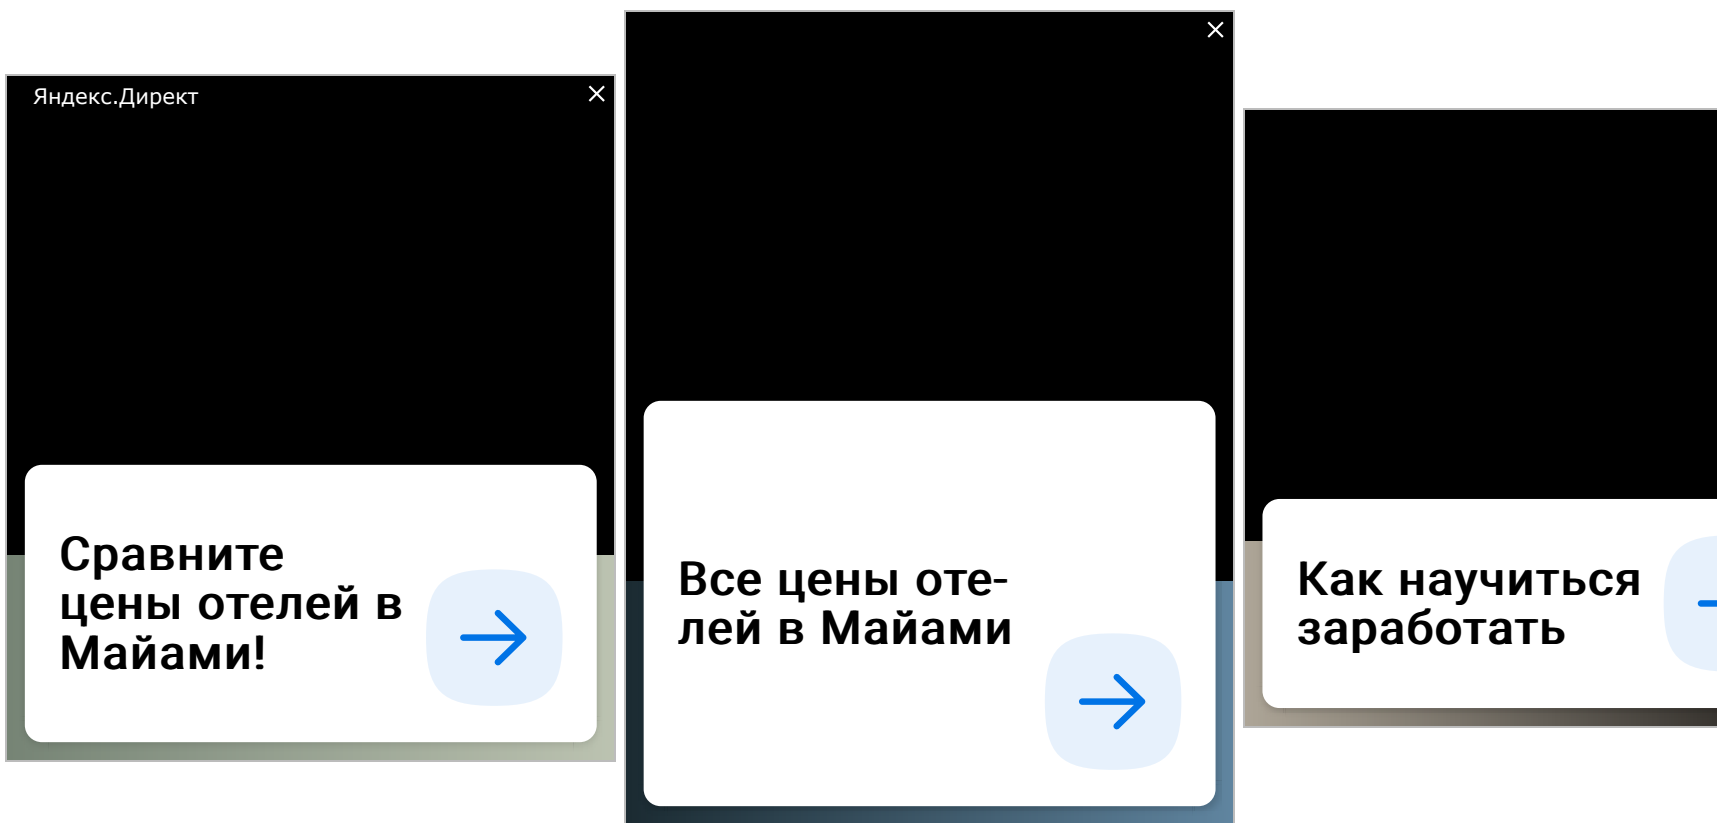 Яндекс.Директ
Сравните
цены отелей в
Майами!
Все цены оте-
лей в Майами
Как научиться
заработать